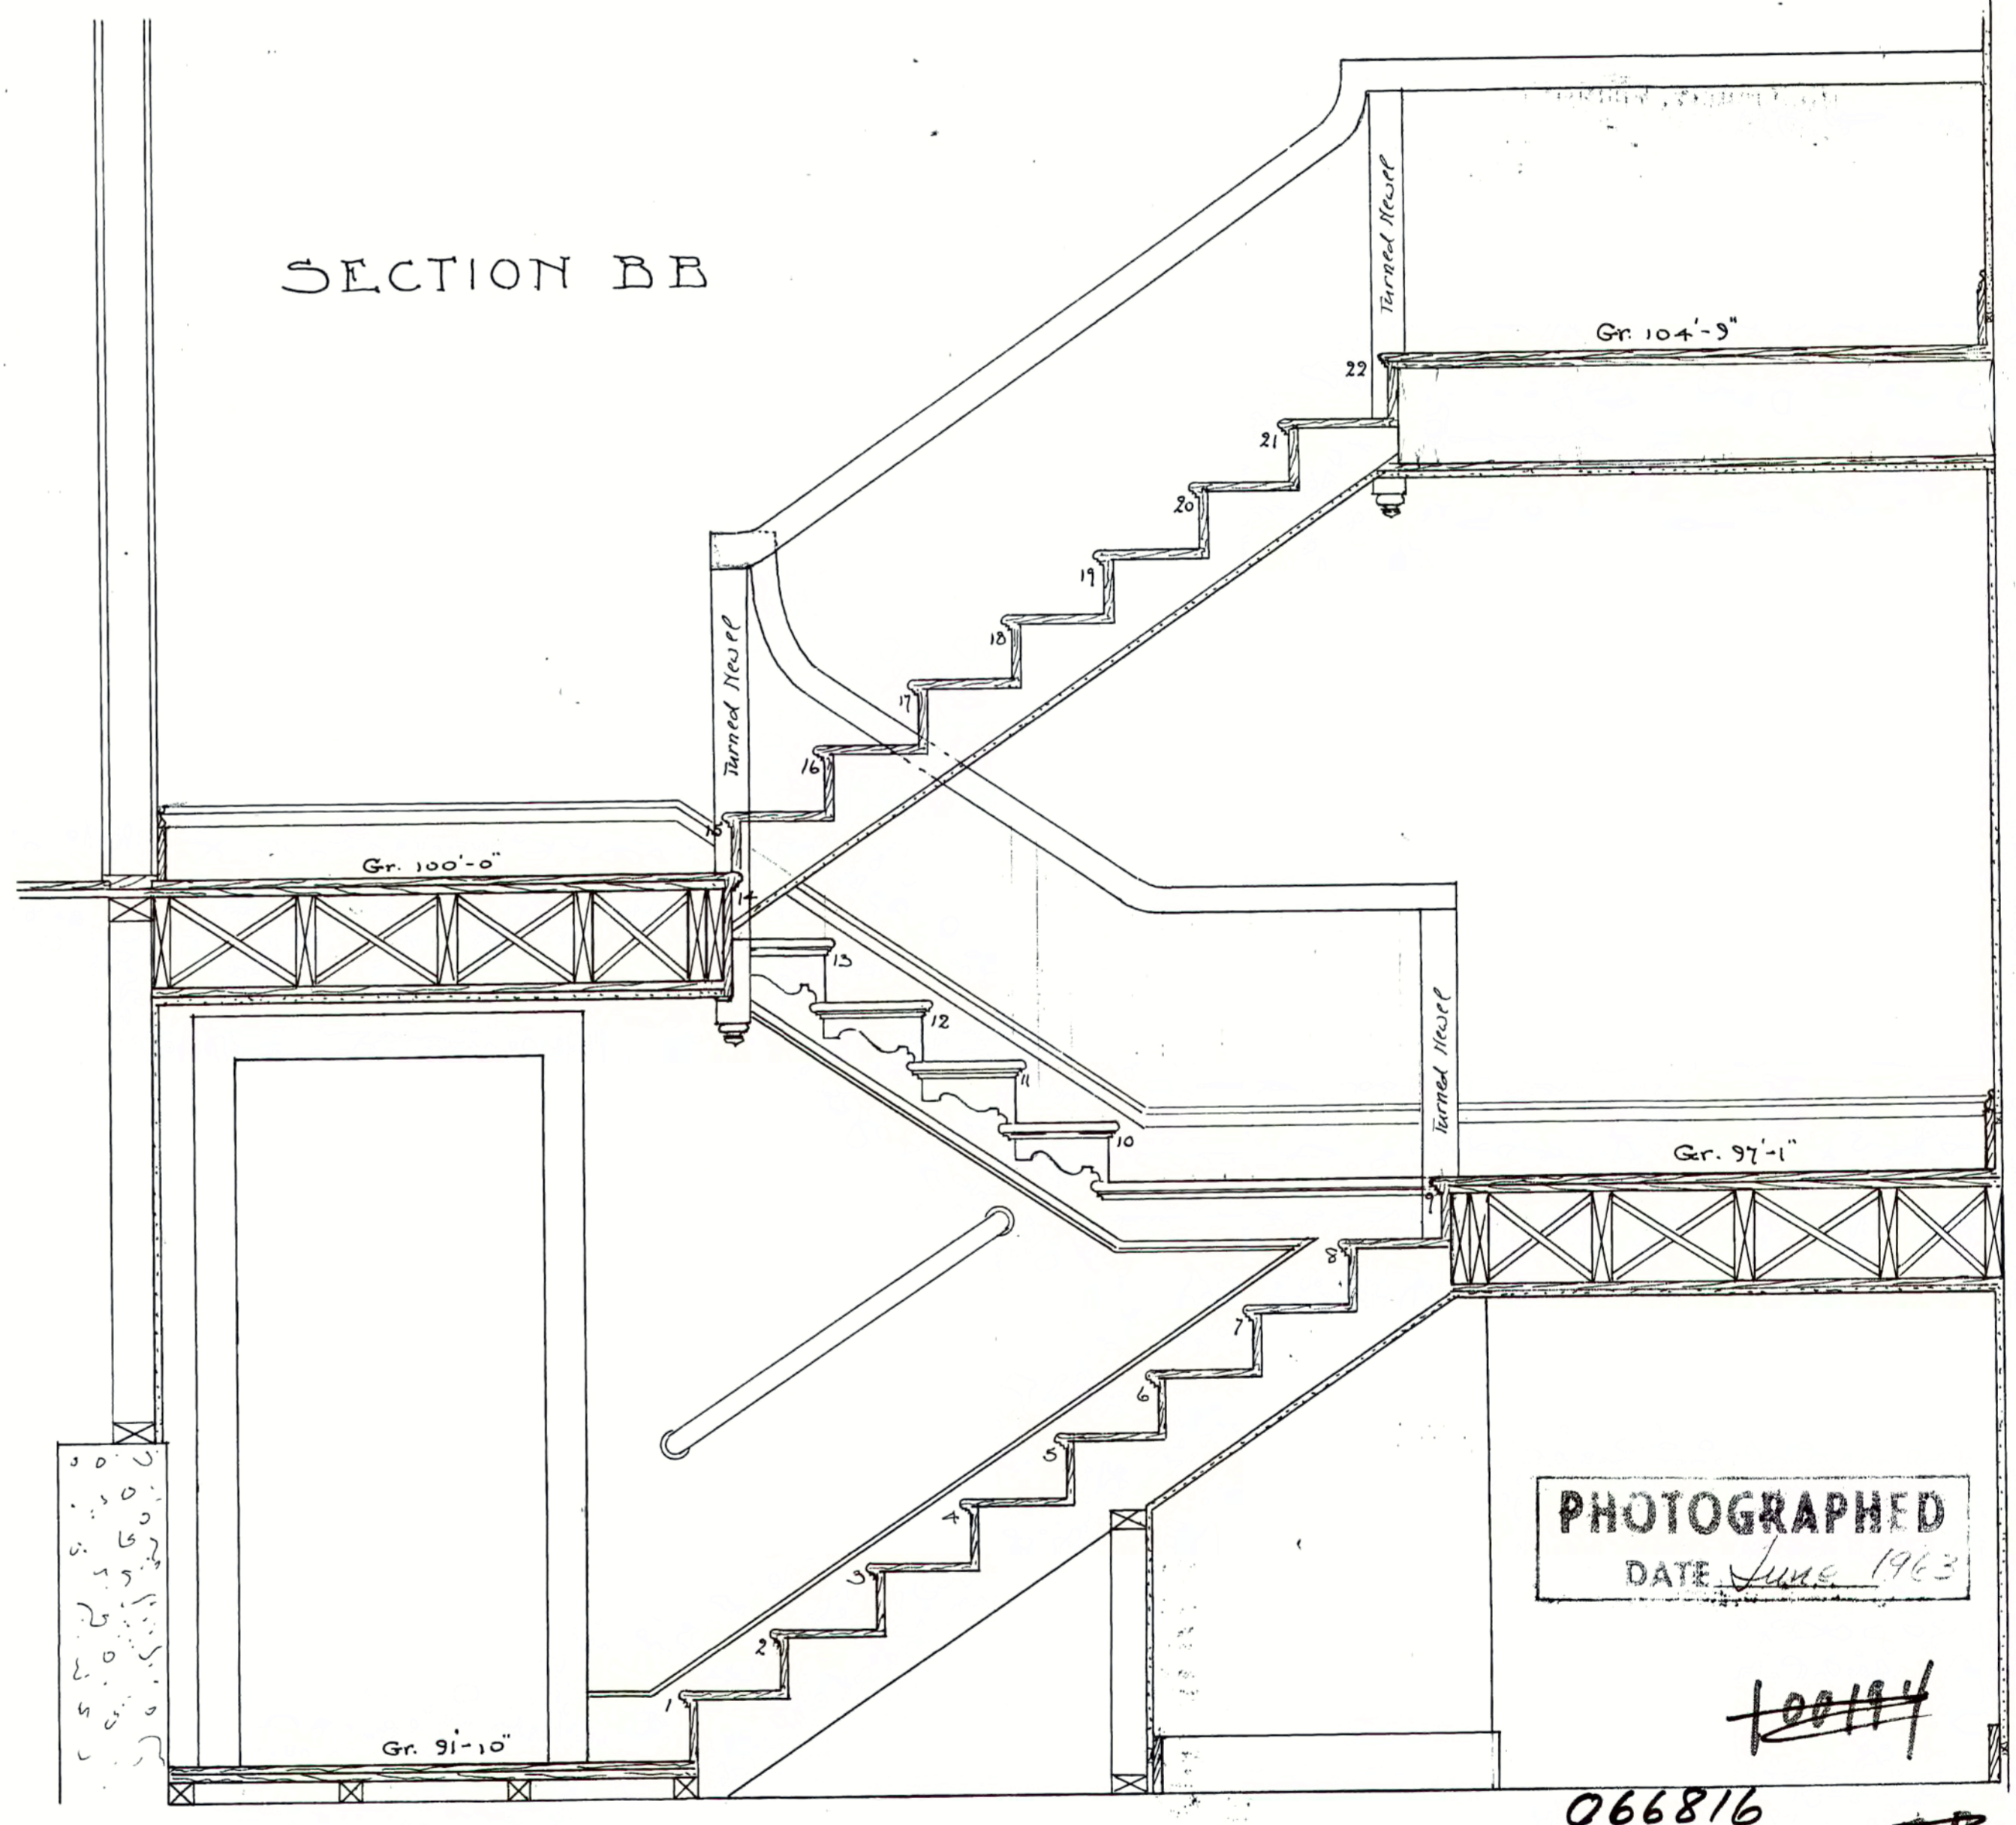 SECTION BB
Turned Newel
Gr. 104'-9"
22
21
20
19
18
17
16
15
Turned Newel
Gr. 100'-0"
14
13
12
11
10
Turned Newel
Gr. 97'-1"
9
8
7
6
5
4
3
2
1
Gr. 91'-10"
PHOTOGRAPHED
DATE June 1963
100194
066816